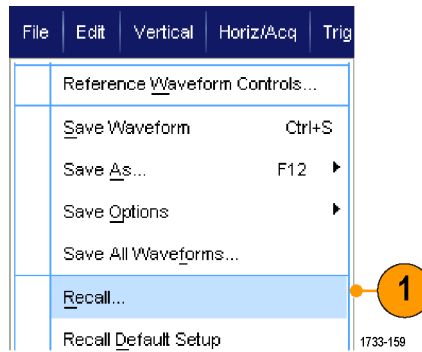 File Edit Vertical Horiz/Acq Trig
Reference Waveform Controls...
Save Waveform Ctrl+S
Save As... F12
Save Options
Save All Waveforms...
Recall...
1
Recall Default Setup
1733-159